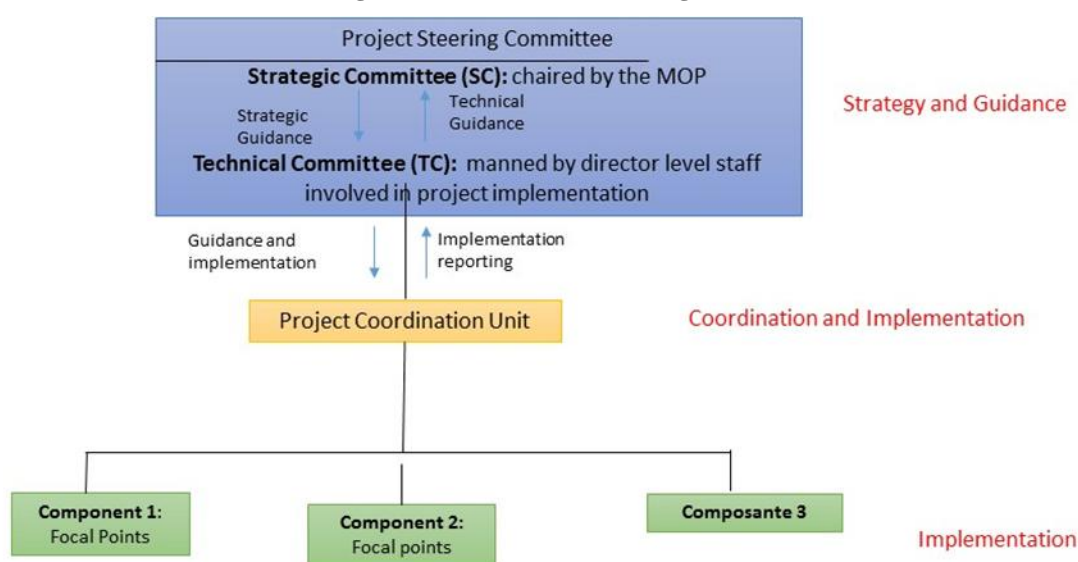 Project Steering Committee
Strategic Committee (SC): chaired by the MOP
Strategic
Guidance
Technical
Guidance
Strategy and Guidance
Technical Committee (TC): manned by director level staff
involved in project implementation
Guidance and
implementation
Implementation
reporting
Project Coordination Unit
Coordination and Implementation
Component 1:
Focal Points
Component 2:
Focal points
Composante 3
Implementation